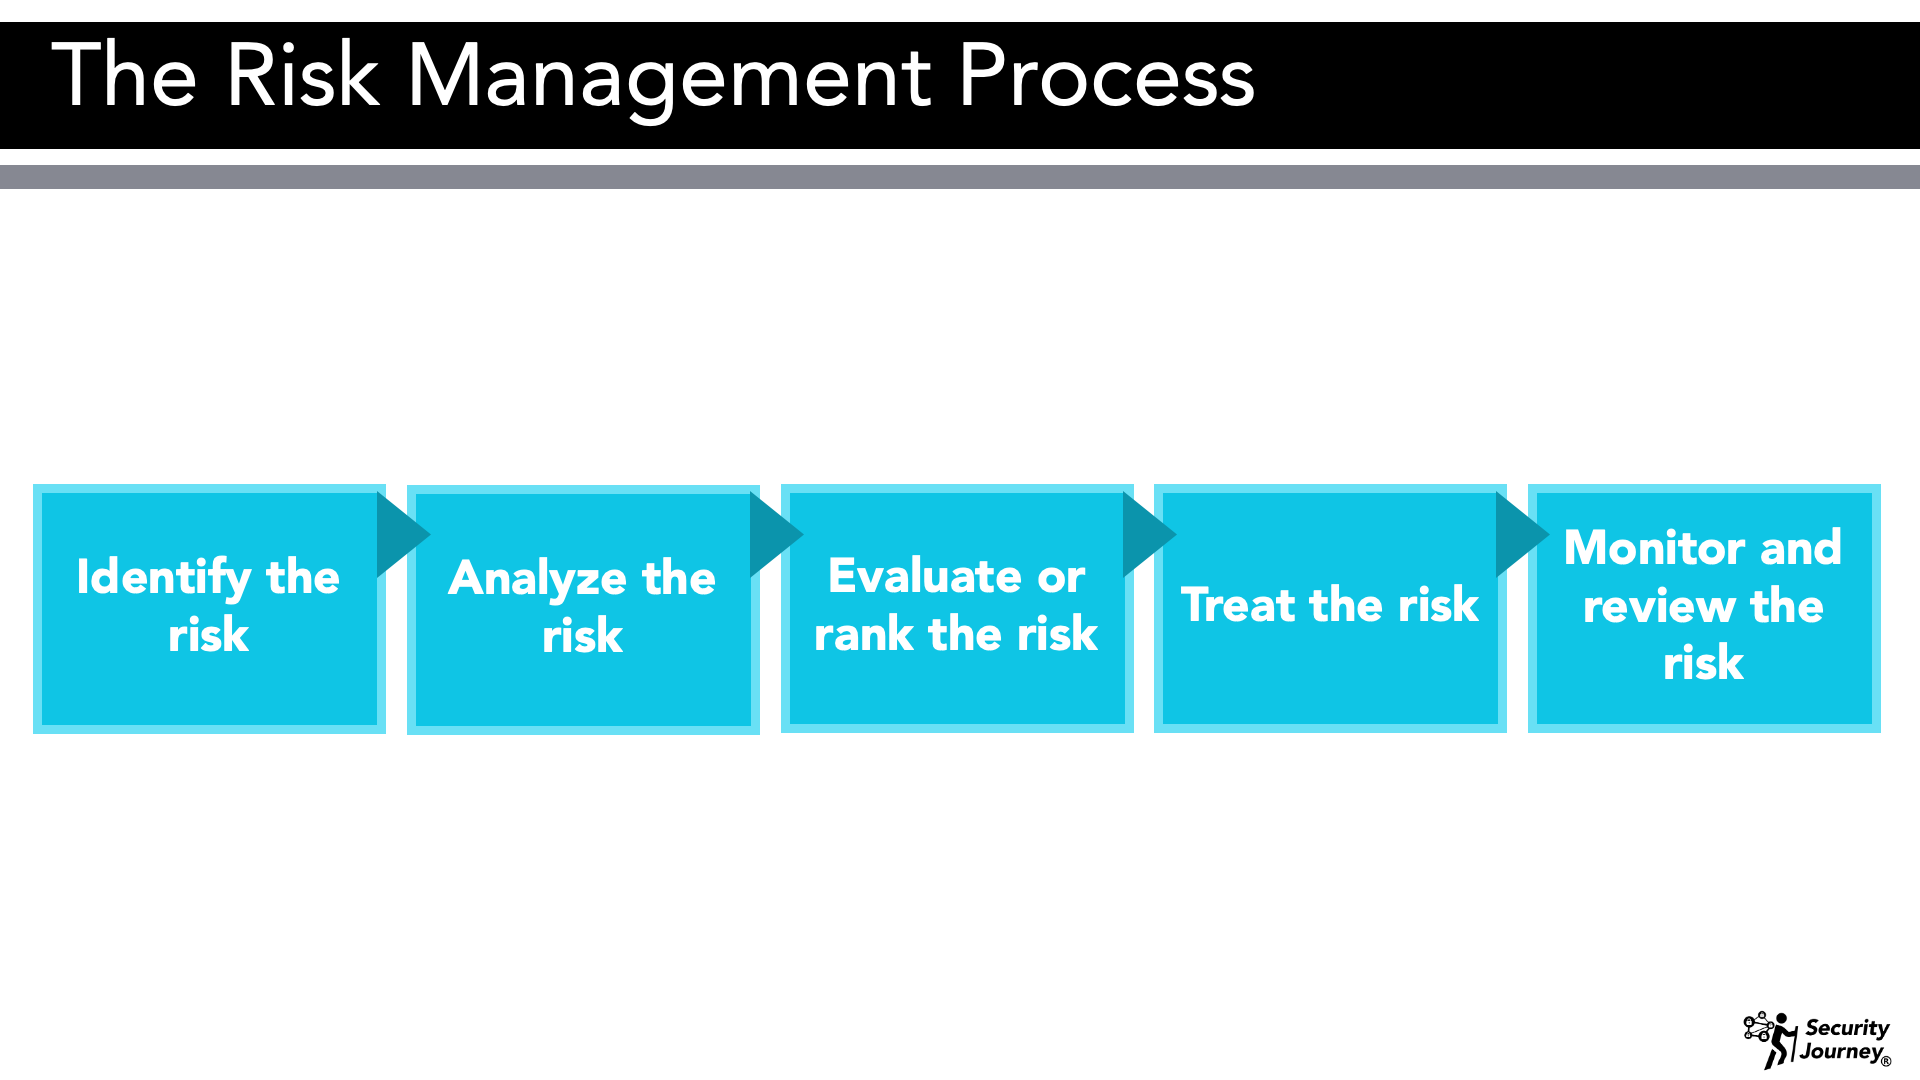 The Risk Management Process
Identify the
risk
Analyze the
risk
Evaluate or
rank the risk
Treat the risk
Monitor and
review the
risk
Security
Journey®